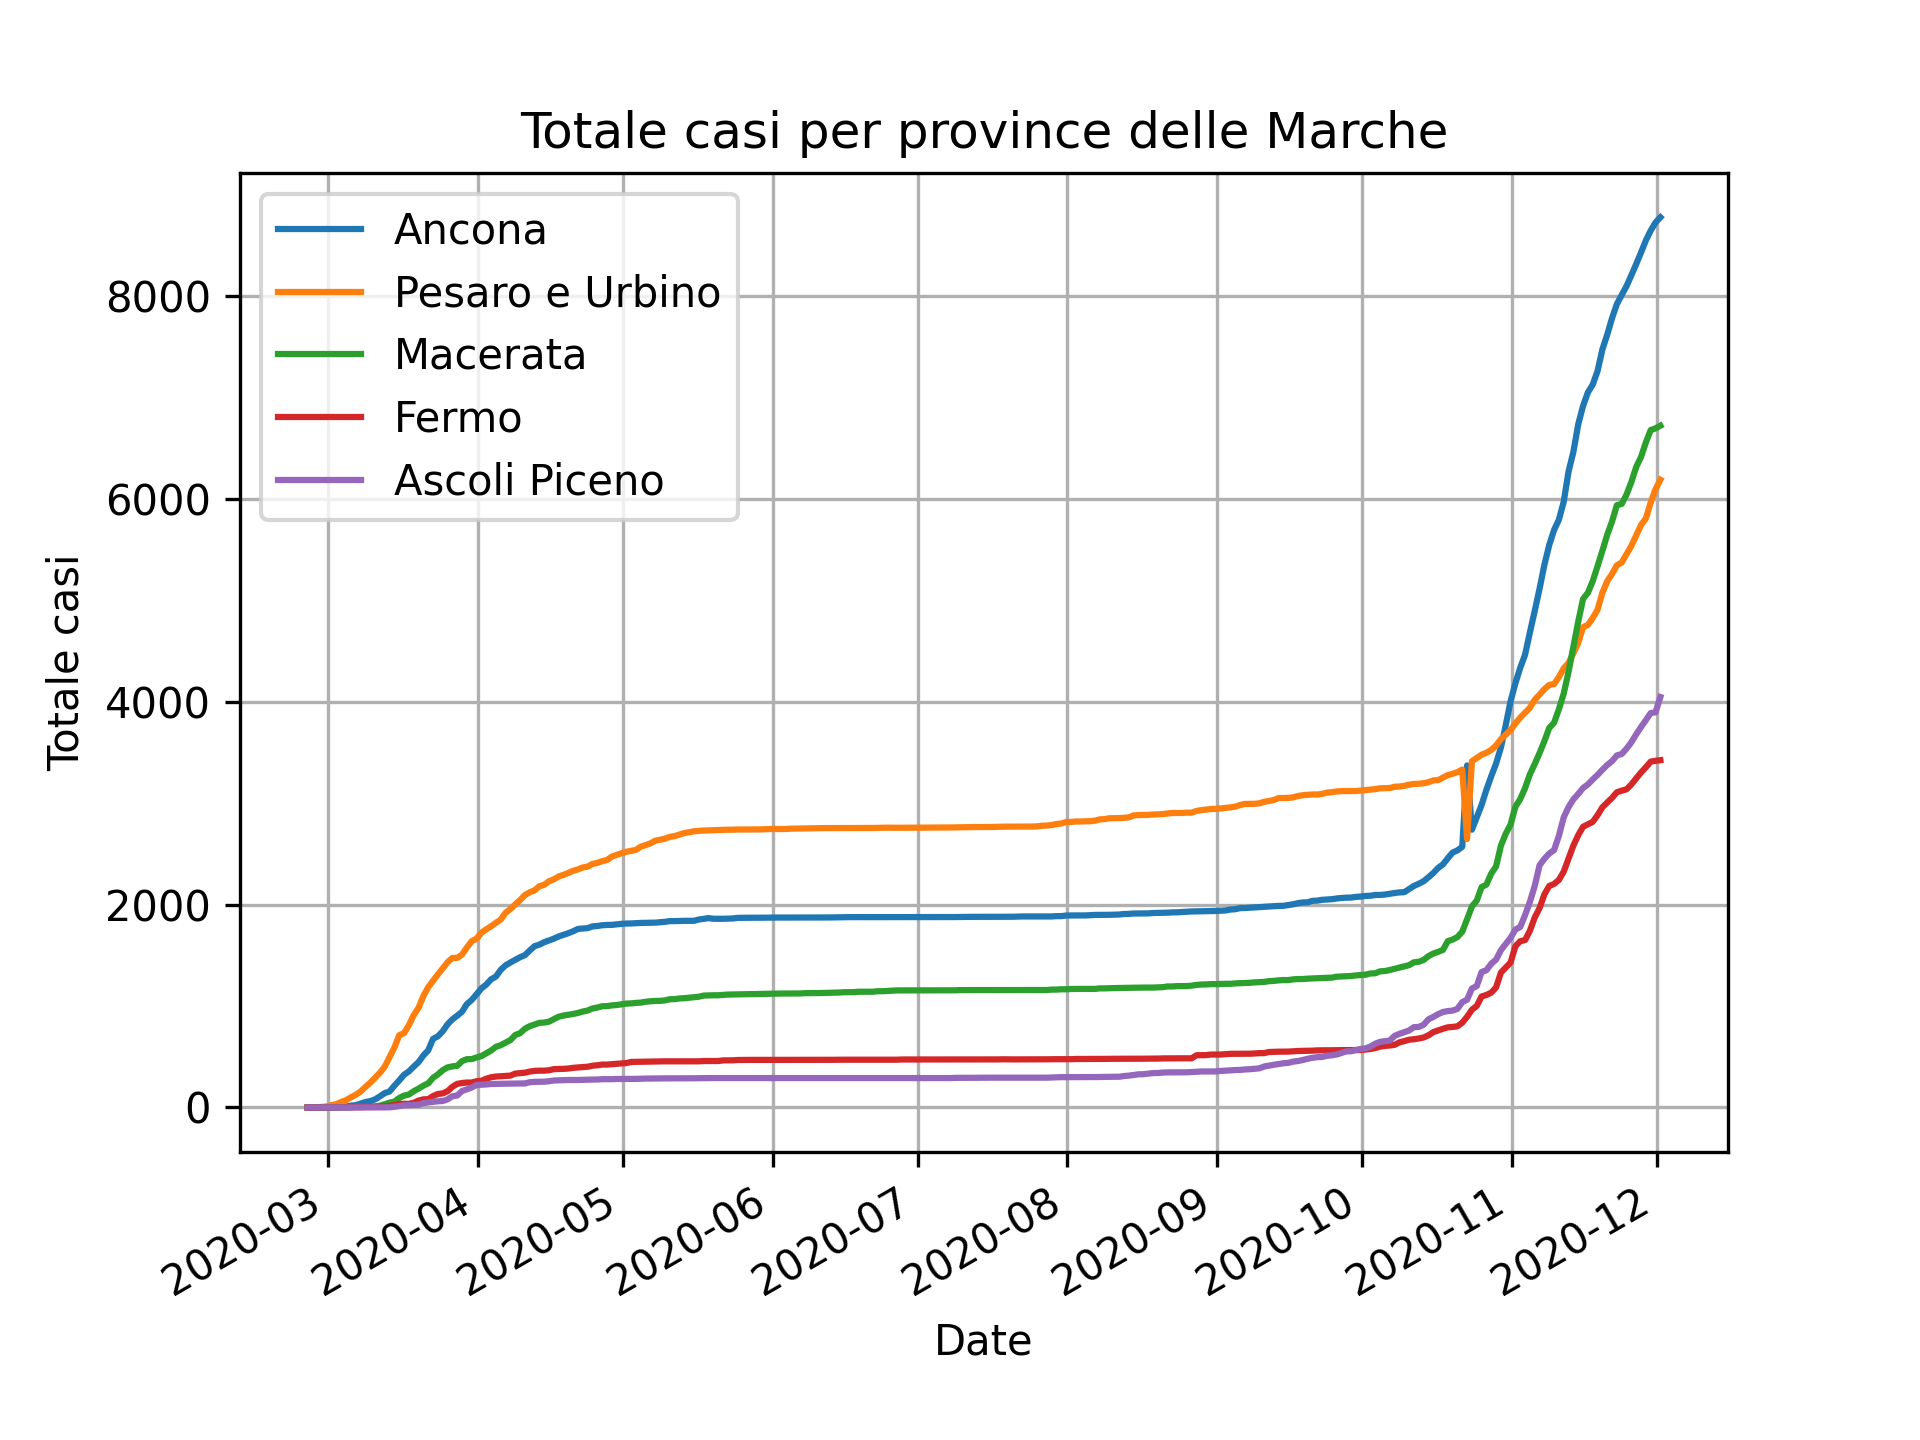 Totale casi per province delle Marche
Ancona
Pesaro e Urbino
Macerata
Fermo
Ascoli Piceno
8000
6000
4000
2000
0
Totale casi
2020-03
2020-04
2020-05
2020-06
2020-07
2020-08
2020-09
2020-10
2020-11
2020-12
Date